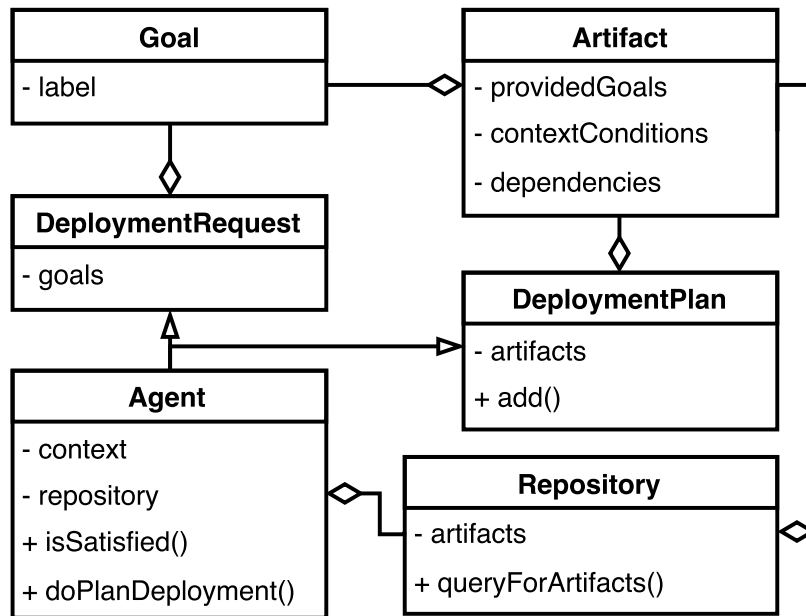 Goal
- label
Artifact
- providedGoals
- contextConditions
- dependencies
DeploymentRequest
- goals
DeploymentPlan
- artifacts
+ add()
Agent
- context
- repository
+ isSatisfied()
+ doPlanDeployment()
Repository
- artifacts
+ queryForArtifacts()